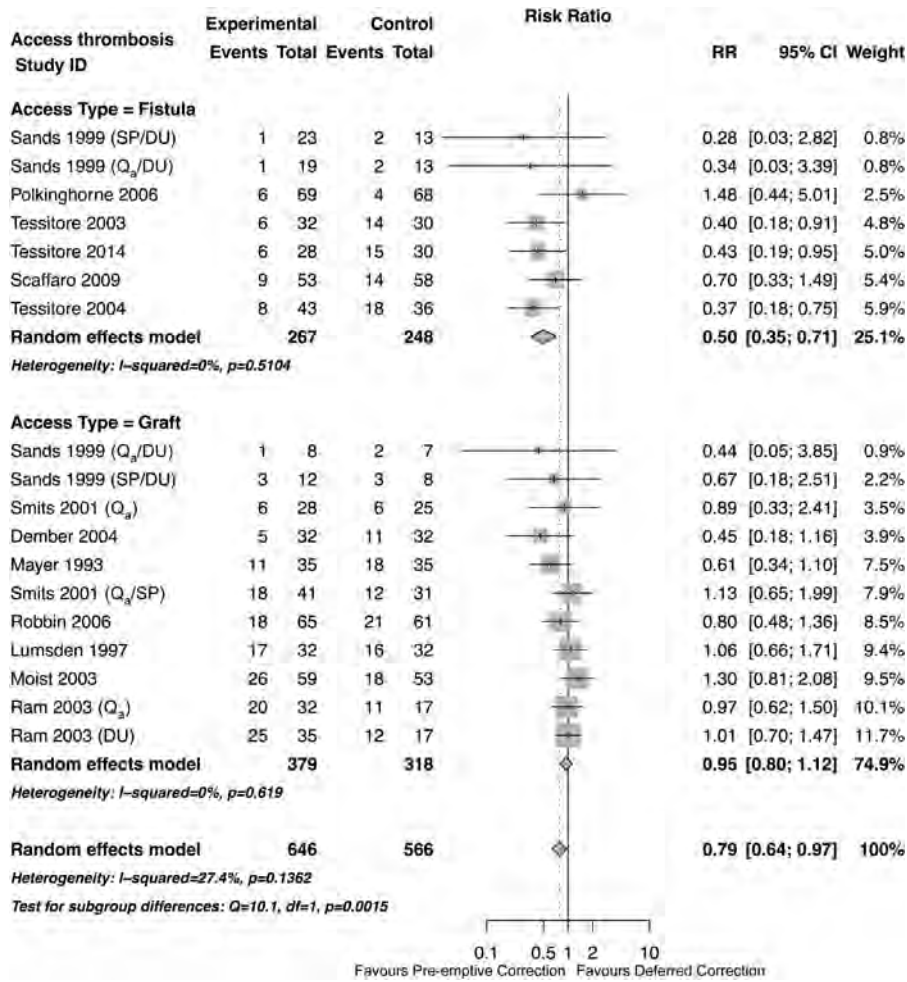 Experimental Control Risk Ratio
Access thrombosis Events Total Events Total RR 95% CI Weight
Study ID
Access Type = Fistula
Sands 1999 (SP/DU) 1 23 2 13 0.28 [0.03; 2.82] 0.8%
Sands 1999 (Qa/DU) 1 19 2 13 0.34 [0.03; 3.39] 0.8%
Polkinghorne 2006 6 69 4 68 1.48 [0.44; 5.01] 2.5%
Tessitore 2003 6 32 14 30 0.40 [0.18; 0.91] 4.8%
Tessitore 2014 6 28 15 30 0.43 [0.19; 0.95] 5.0%
Scaffaro 2009 9 53 14 58 0.70 [0.33; 1.49] 5.4%
Tessitore 2004 8 43 18 36 0.37 [0.18; 0.75] 5.9%
Random effects model 267 248 0.50 [0.35; 0.71] 25.1%
Heterogeneity: I−squared=0%, p=0.5104
Access Type = Graft
Sands 1999 (Qa/DU) 1 8 2 7 0.44 [0.05; 3.85] 0.9%
Sands 1999 (SP/DU) 3 12 3 8 0.67 [0.18; 2.51] 2.2%
Smits 2001 (Qa) 6 28 6 25 0.89 [0.33; 2.41] 3.5%
Dember 2004 5 32 11 32 0.45 [0.18; 1.16] 3.9%
Mayer 1993 11 35 18 35 0.61 [0.34; 1.10] 7.5%
Smits 2001 (Qa/SP) 18 41 12 31 1.13 [0.65; 1.99] 7.9%
Robbin 2006 18 65 21 61 0.80 [0.48; 1.36] 8.5%
Lumsden 1997 17 32 16 32 1.06 [0.66; 1.71] 9.4%
Moist 2003 26 59 18 53 1.30 [0.81; 2.08] 9.5%
Ram 2003 (Qa) 20 32 11 17 0.97 [0.62; 1.50] 10.1%
Ram 2003 (DU) 25 35 12 17 1.01 [0.70; 1.47] 11.7%
Random effects model 379 318 0.95 [0.80; 1.12] 74.9%
Heterogeneity: I−squared=0%, p=0.619
Random effects model 646 566 0.79 [0.64; 0.97] 100%
Heterogeneity: I−squared=27.4%, p=0.1362
Test for subgroup differences: Q=10.1, df=1, p=0.0015
0.1 0.5 1 2 10
Favours Pre-emptive Correction Favours Deferred Correction